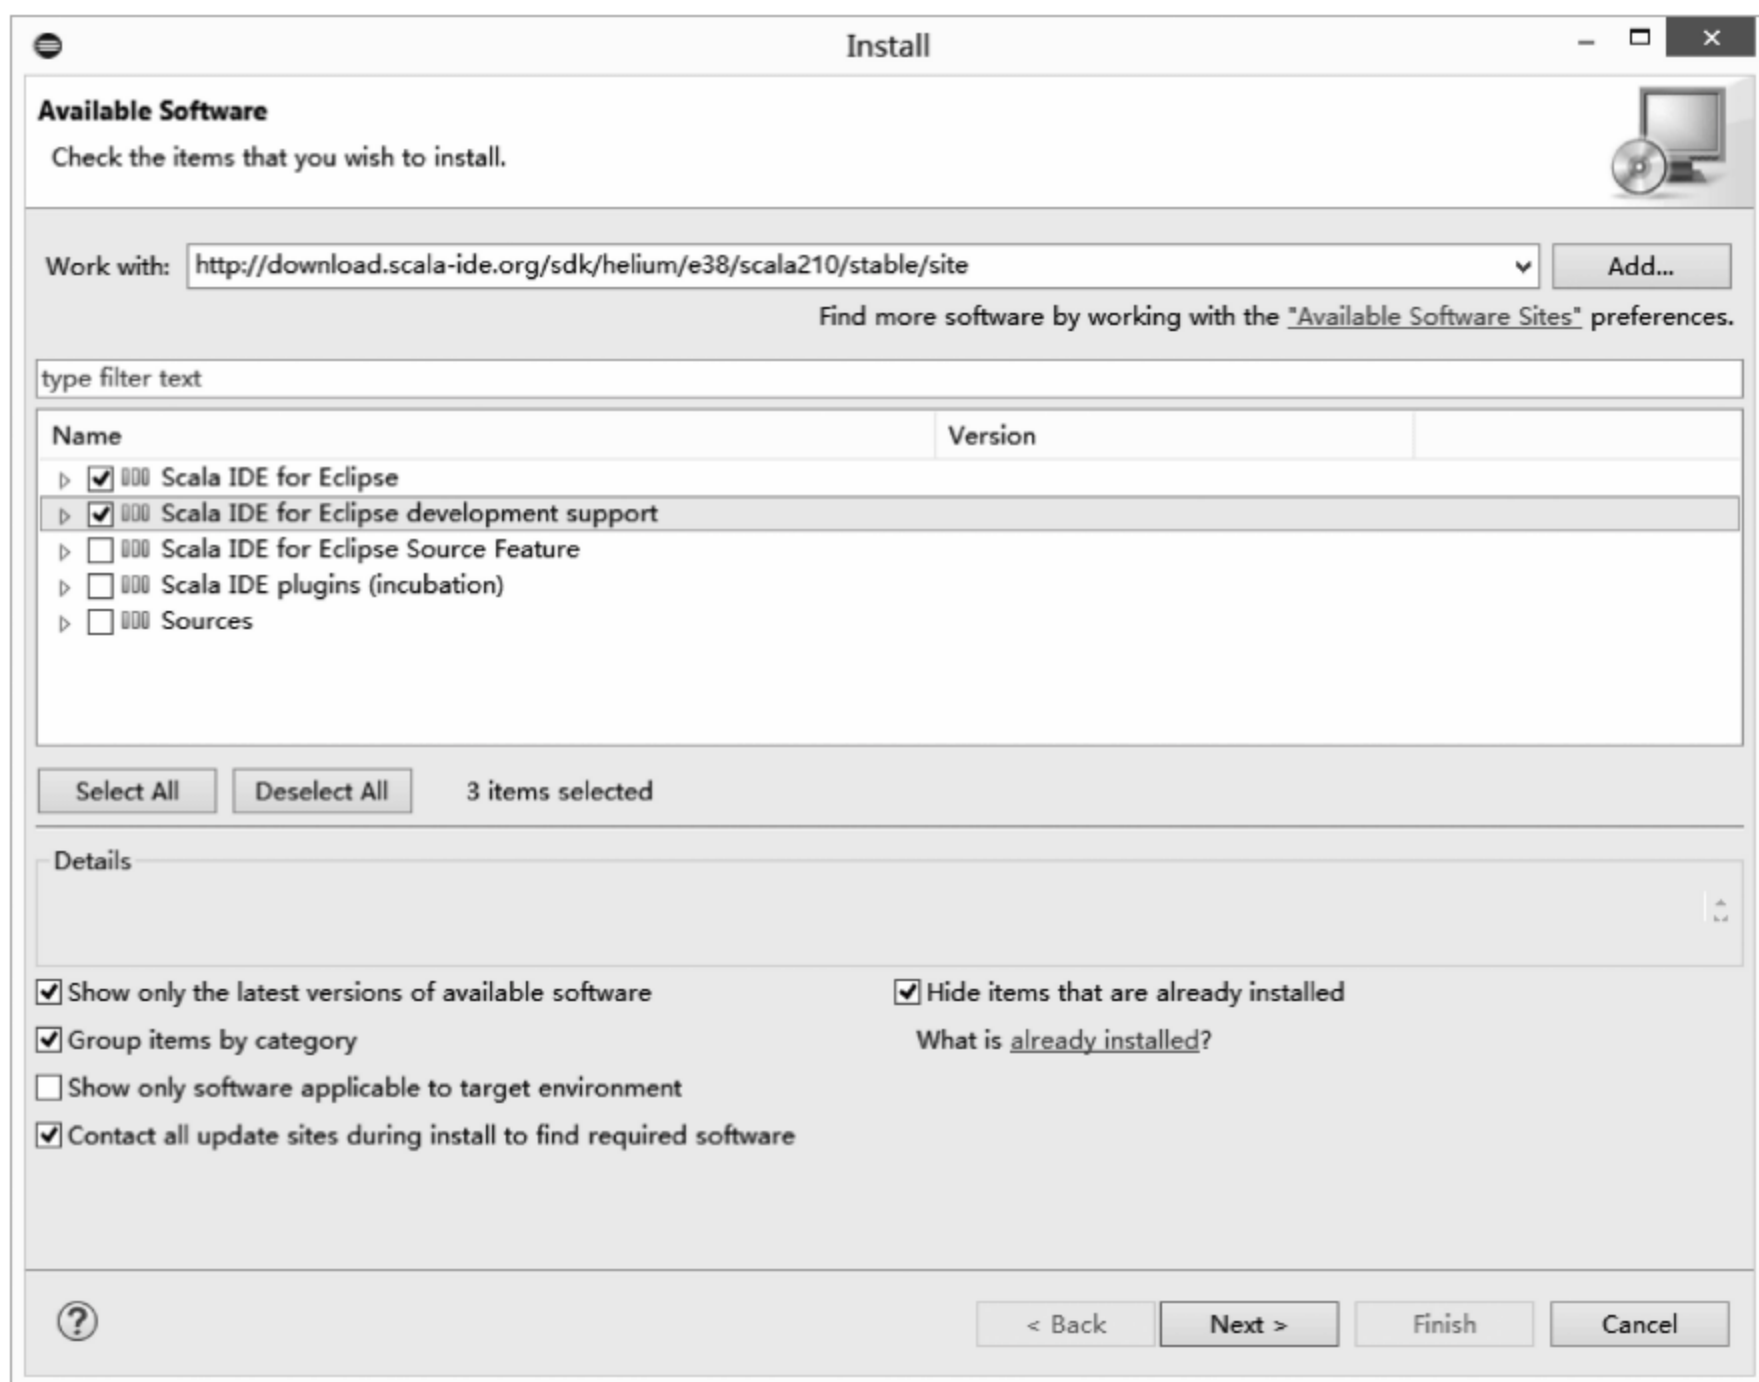 Install
Available Software
Check the items that you wish to install.
Work with: http://download.scala-ide.org/sdk/helium/e38/scala210/stable/site Add...
Find more software by working with the "Available Software Sites" preferences.
type filter text
Name Version
Scala IDE for Eclipse
Scala IDE for Eclipse development support
Scala IDE for Eclipse Source Feature
Scala IDE plugins (incubation)
Sources
Select All Deselect All 3 items selected
Details
Show only the latest versions of available software Hide items that are already installed
Group items by category What is already installed?
Show only software applicable to target environment
Contact all update sites during install to find required software
? < Back Next > Finish Cancel